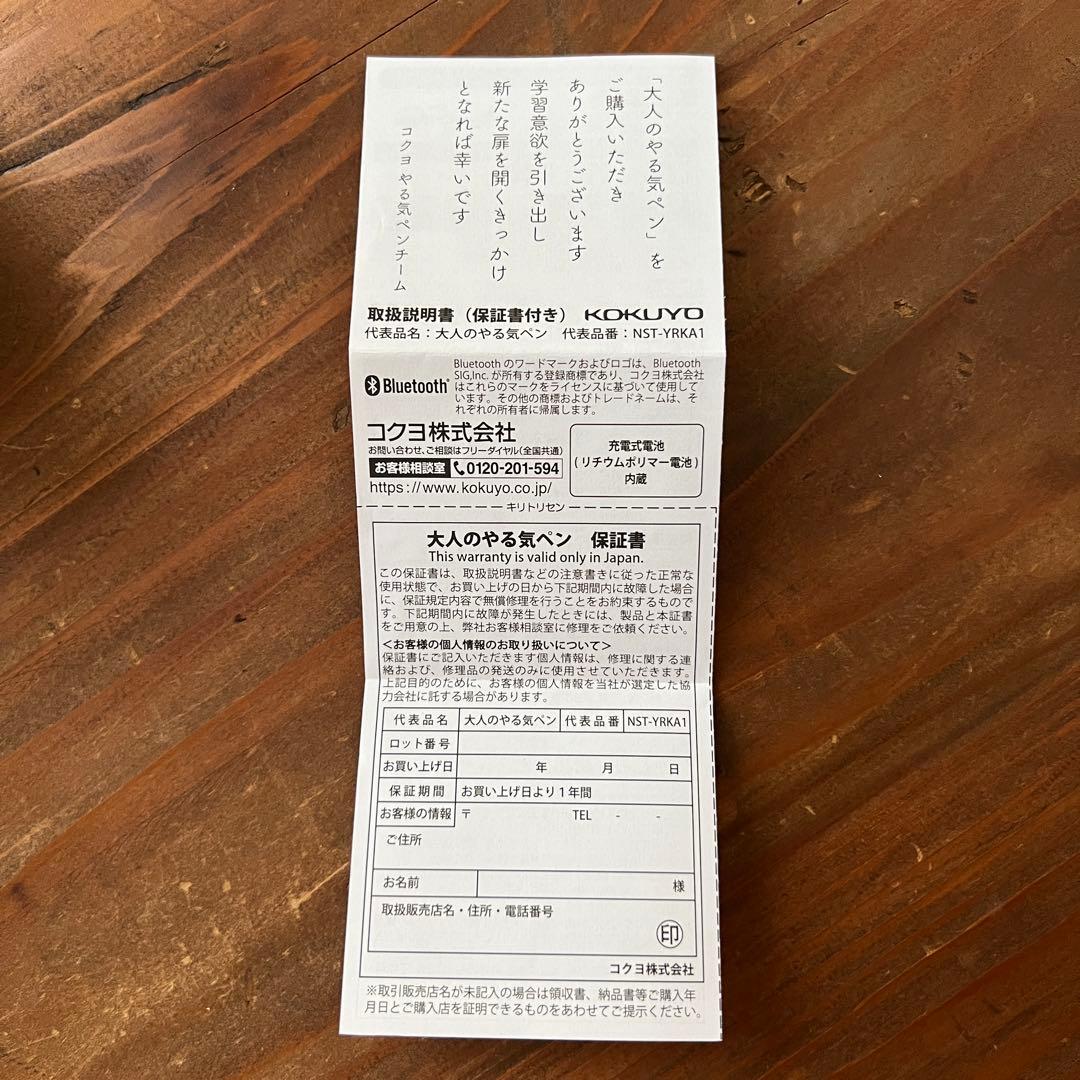 「大人のやる気ペン」を
ご購入いただき
ありがとうございます
学習意欲を引き出し
新たな扉を開くきっかけ
となれば幸いです
コクヨ やる気ペンチーム
取扱説明書（保証書付き） KOKUYO
代表品名：大人のやる気ペン 代表品番：NST-YRKA1
Bluetooth
Bluetooth のワードマークおよびロゴは、Bluetooth
SIG,Inc. が所有する登録商標であり、コクヨ株式会社
はこれらのマークをライセンスに基づいて使用して
います。その他の商標およびトレードネームは、そ
れぞれの所有者に帰属します。
コクヨ株式会社
お問い合わせ、ご相談はフリーダイヤル（全国共通）
お客様相談室 0120-201-594
https://www.kokuyo.co.jp/
充電式電池
（リチウムポリマー電池）
内蔵
キリトリセン
大人のやる気ペン 保証書
This warranty is valid only in Japan.
この保証書は、取扱説明書などの注意書きに従った正常な
使用状態で、お買い上げの日から下記期間内に故障した場合
に、保証規定内容で無償修理を行うことをお約束するもので
す。下記期間内に故障が発生したときには、製品と本証書
をご用意の上、弊社お客様相談室に修理をご依頼ください。
＜お客様の個人情報のお取り扱いについて＞
保証書にご記入いただきます個人情報は、修理に関する連
絡および、修理品の発送のみに使用させていただきます。
上記目的のために、お客様の個人情報を当社が選定した協
力会社に託する場合があります。
代表品名 大人のやる気ペン 代表品番 NST-YRKA1
ロット番号
お買い上げ日 年 月 日
保証期間 お買い上げ日より1年間
お客様の情報 〒 TEL - -
ご住所
お名前 様
取扱販売店名・住所・電話番号
印
コクヨ株式会社
※取引販売店名が未記入の場合は領収書、納品書等ご購入年
月日とご購入店を証明できるものをあわせてご提示ください。